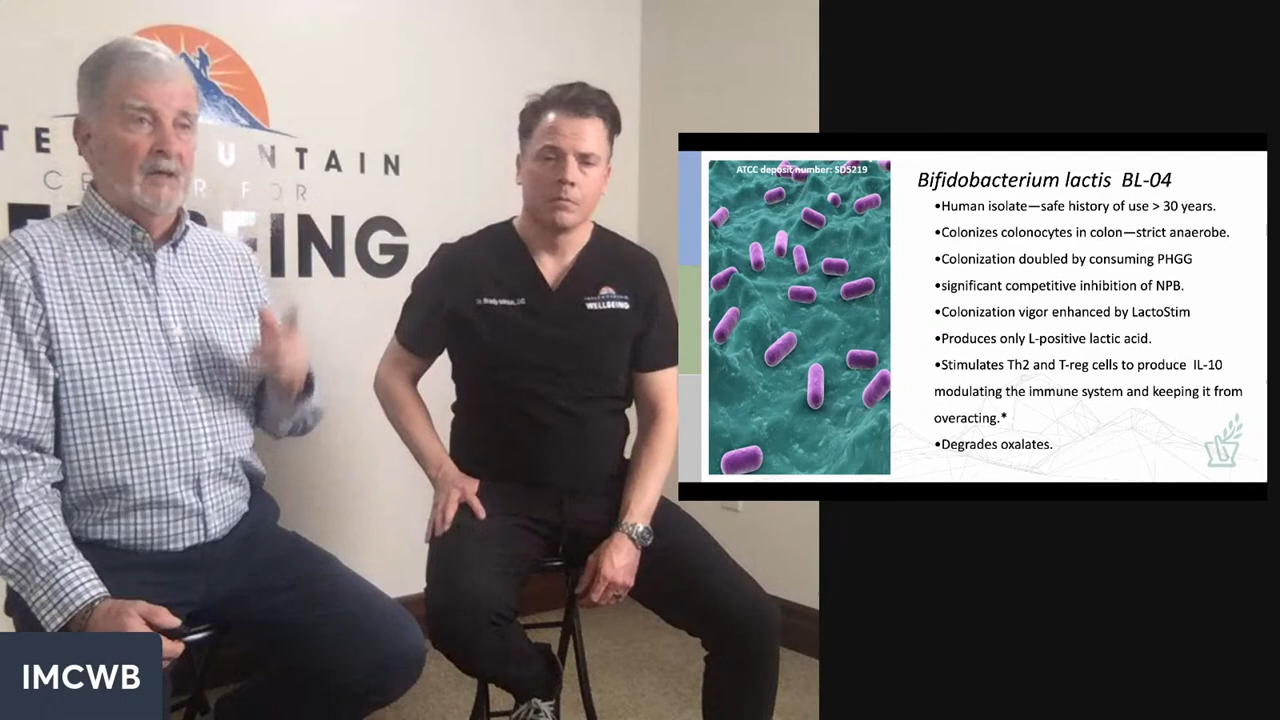 NTAIN
WELLBEING
ING
IMCWB
ATCC deposit number: SD5219
Bifidobacterium lactis BL-04
•Human isolate—safe history of use > 30 years.
•Colonizes colonocytes in colon—strict anaerobe.
•Colonization doubled by consuming PHGG
•significant competitive inhibition of NPB.
•Colonization vigor enhanced by LactoStim
•Produces only L-positive lactic acid.
•Stimulates Th2 and T-reg cells to produce IL-10
modulating the immune system and keeping it from
overacting.*
•Degrades oxalates.